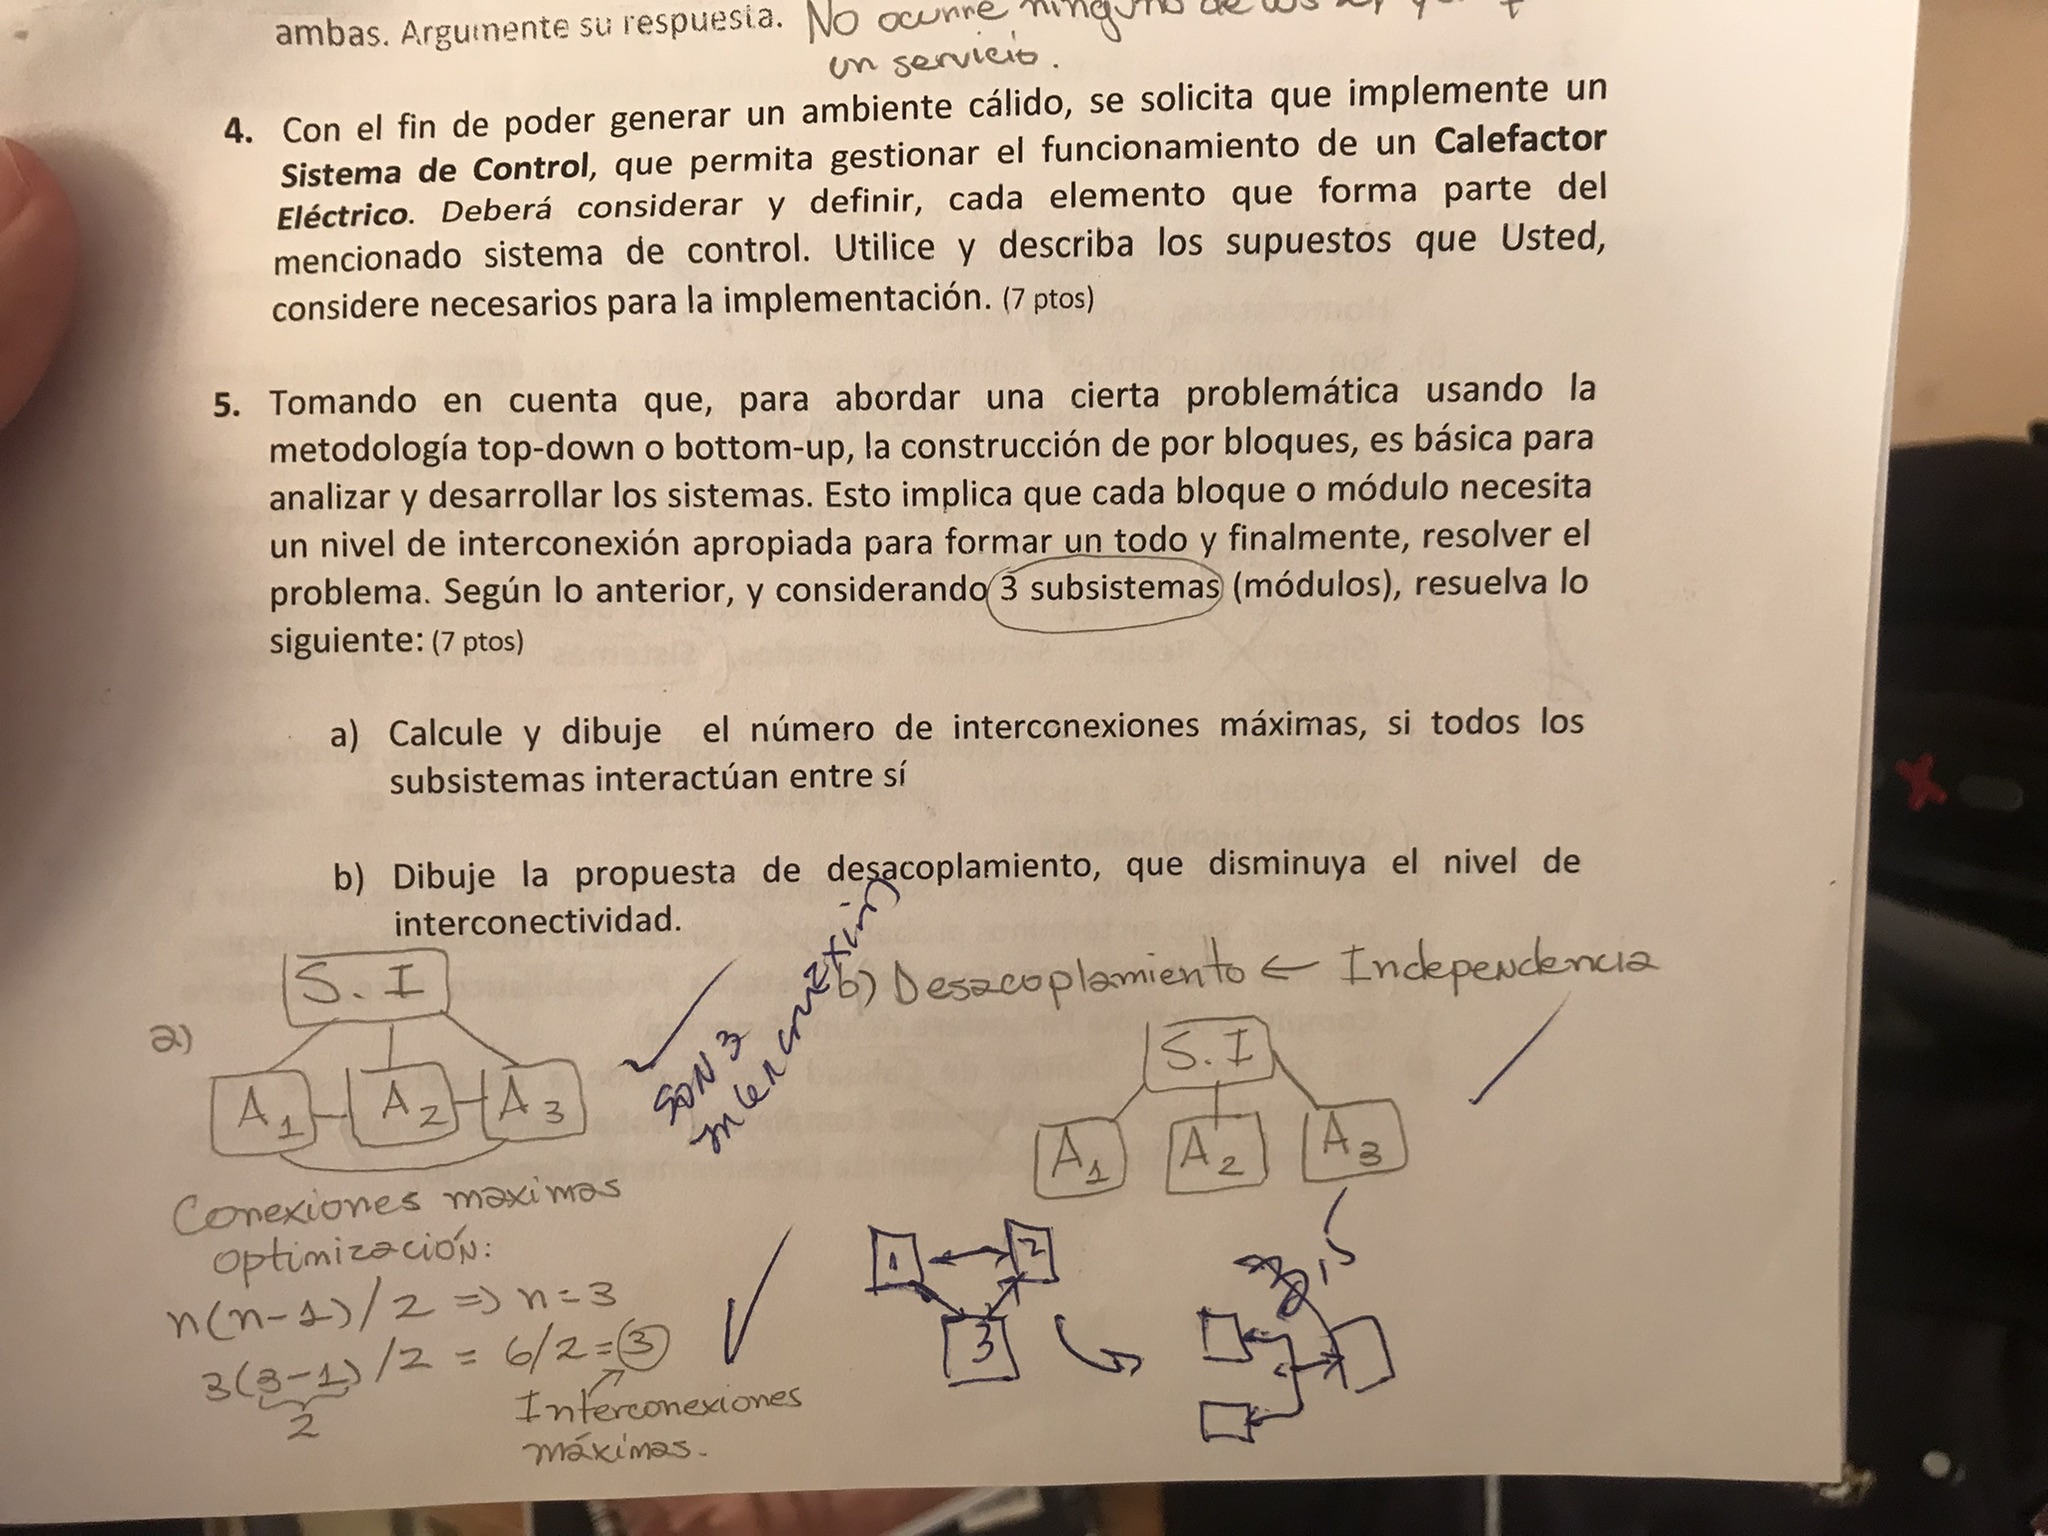 ambas. Argumente su respuesta. No ocurre ninguno de los
un servicio.
4. Con el fin de poder generar un ambiente cálido, se solicita que implemente un
Sistema de Control, que permita gestionar el funcionamiento de un Calefactor
Eléctrico. Deberá considerar y definir, cada elemento que forma parte del
mencionado sistema de control. Utilice y describa los supuestos que Usted,
considere necesarios para la implementación. (7 ptos)
5. Tomando en cuenta que, para abordar una cierta problemática usando la
metodología top-down o bottom-up, la construcción de por bloques, es básica para
analizar y desarrollar los sistemas. Esto implica que cada bloque o módulo necesita
un nivel de interconexión apropiada para formar un todo y finalmente, resolver el
problema. Según lo anterior, y considerando 3 subsistemas (módulos), resuelva lo
siguiente: (7 ptos)
a) Calcule y dibuje el número de interconexiones máximas, si todos los
subsistemas interactúan entre sí
b) Dibuje la propuesta de desacoplamiento, que disminuya el nivel de
interconectividad.
a)
S. I
A1 A2 A3
SON 3
b) Desacoplamiento ← Independencia
S. I
A1 A2 A3
Conexiones maximas
optimización:
n(n-1)/2 => n=3
3(3-1)/2 = 6/2 = 3
2
Interconexiones
máximas.
1 2
3